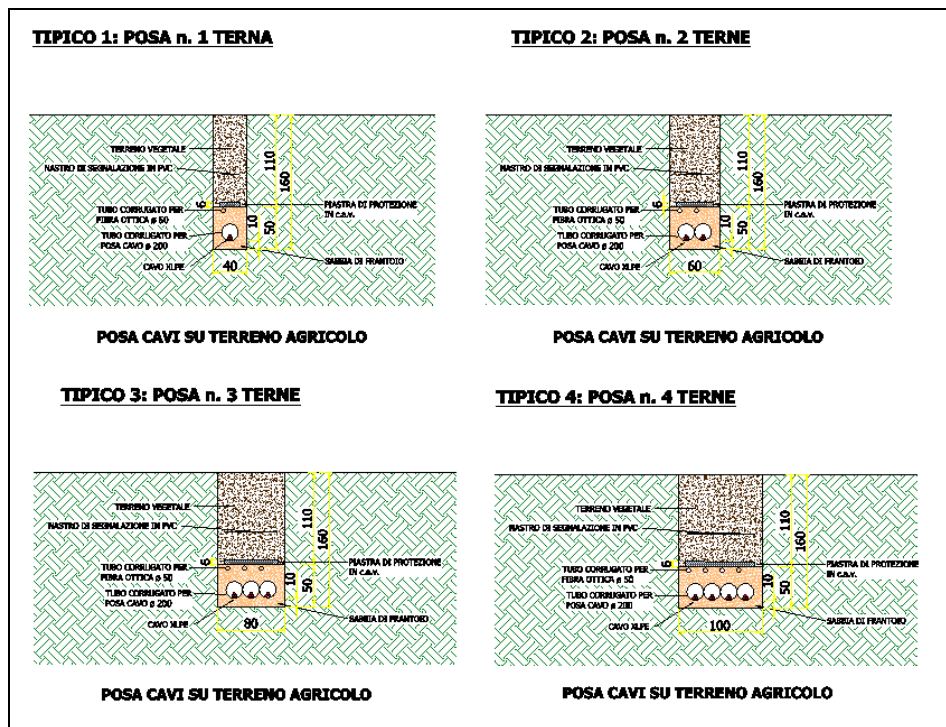 TIPICO 1: POSA n. 1 TERNA
TERRENO VEGETALE
NASTRO DI SEGNALAZIONE IN PVC
TUBO CORRUGATO PER
FIBRA OTTICA ø 50
TUBO CORRUGATO PER
POSA CAVO ø 200
CAVO XLPE
PIASTRA DI PROTEZIONE
IN c.a.v.
SABBIA DI FRANTOIO
6
110
160
10
50
40
POSA CAVI SU TERRENO AGRICOLO
TIPICO 2: POSA n. 2 TERNE
TERRENO VEGETALE
NASTRO DI SEGNALAZIONE IN PVC
TUBO CORRUGATO PER
FIBRA OTTICA ø 50
TUBO CORRUGATO PER
POSA CAVO ø 200
CAVO XLPE
PIASTRA DI PROTEZIONE
IN c.a.v.
SABBIA DI FRANTOIO
6
110
160
10
50
60
POSA CAVI SU TERRENO AGRICOLO
TIPICO 3: POSA n. 3 TERNE
TERRENO VEGETALE
NASTRO DI SEGNALAZIONE IN PVC
TUBO CORRUGATO PER
FIBRA OTTICA ø 50
TUBO CORRUGATO PER
POSA CAVO ø 200
CAVO XLPE
PIASTRA DI PROTEZIONE
IN c.a.v.
SABBIA DI FRANTOIO
6
110
160
10
50
80
POSA CAVI SU TERRENO AGRICOLO
TIPICO 4: POSA n. 4 TERNE
TERRENO VEGETALE
NASTRO DI SEGNALAZIONE IN PVC
TUBO CORRUGATO PER
FIBRA OTTICA ø 50
TUBO CORRUGATO PER
POSA CAVO ø 200
CAVO XLPE
PIASTRA DI PROTEZIONE
IN c.a.v.
SABBIA DI FRANTOIO
6
110
160
10
50
100
POSA CAVI SU TERRENO AGRICOLO